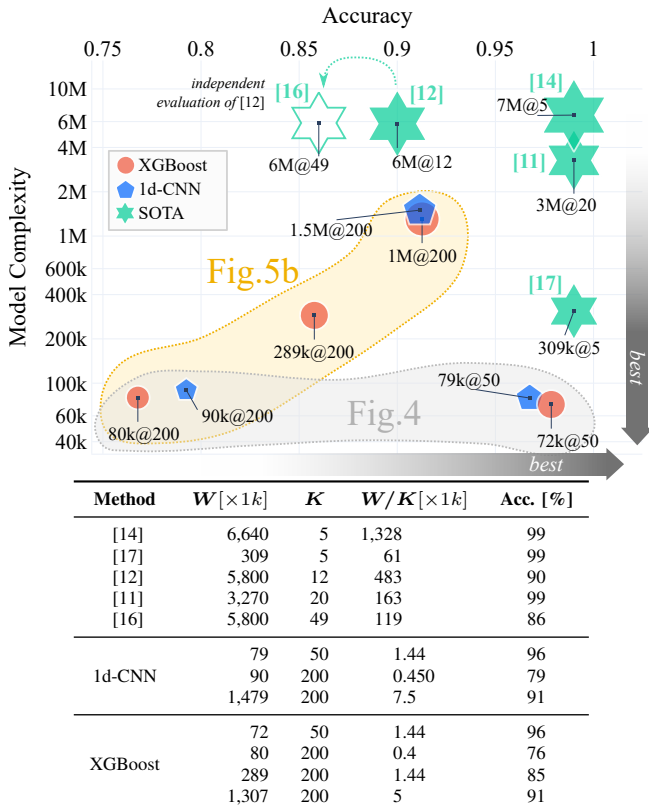 Accuracy
0.75 0.8 0.85 0.9 0.95 1
Model Complexity
10M
6M
4M
2M
1M
600k
400k
200k
100k
60k
40k
independent
evaluation of [12]
[16]
[12]
[14]
7M@5
6M@49
6M@12
[11]
3M@20
XGBoost
1d-CNN
SOTA
1.5M@200
1M@200
Fig.5b
289k@200
[17]
309k@5
best
80k@200
90k@200
Fig.4
79k@50
72k@50
best
Method W[×1k] K W/K[×1k] Acc. [%]
[14] 6,640 5 1,328 99
[17] 309 5 61 99
[12] 5,800 12 483 90
[11] 3,270 20 163 99
[16] 5,800 49 119 86
79 50 1.44 96
1d-CNN 90 200 0.450 79
1,479 200 7.5 91
72 50 1.44 96
XGBoost 80 200 0.4 76
289 200 1.44 85
1,307 200 5 91